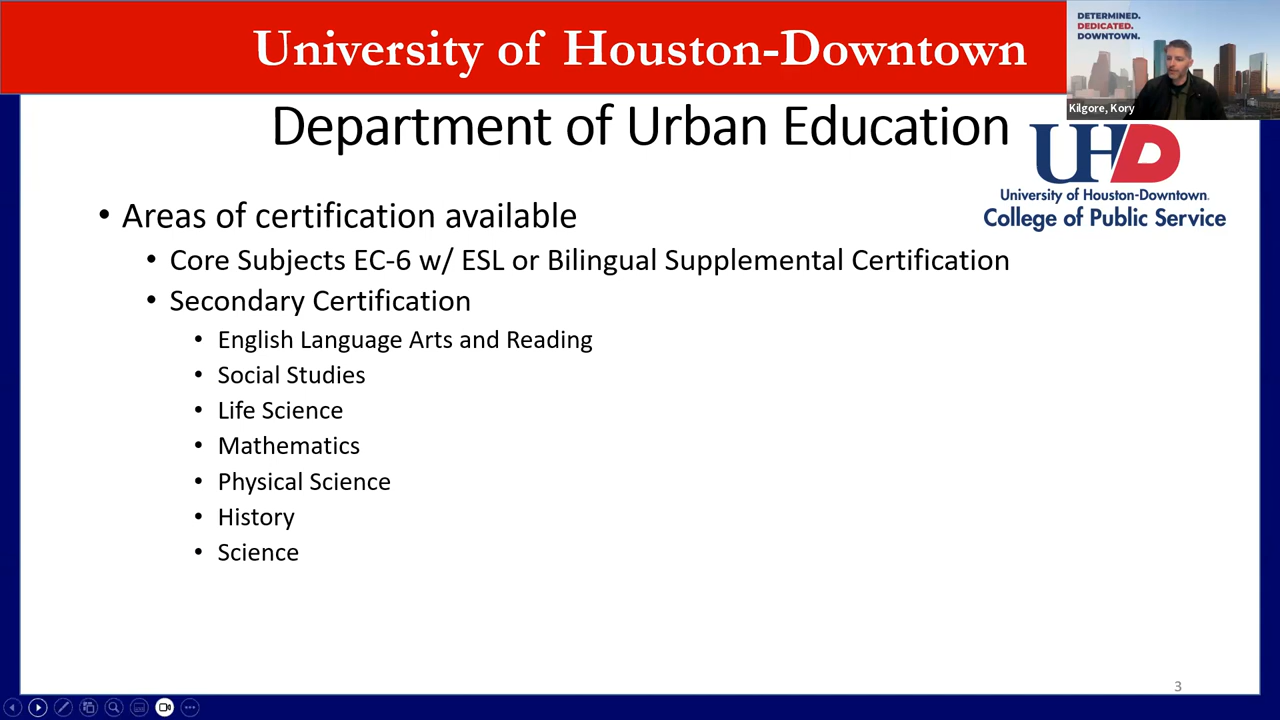 University of Houston-Downtown
DETERMINED.
DEDICATED.
DOWNTOWN.
Kilgore, Kory
Department of Urban Education
UHD
University of Houston-Downtown.
College of Public Service
• Areas of certification available
• Core Subjects EC-6 w/ ESL or Bilingual Supplemental Certification
• Secondary Certification
• English Language Arts and Reading
• Social Studies
• Life Science
• Mathematics
• Physical Science
• History
• Science
3